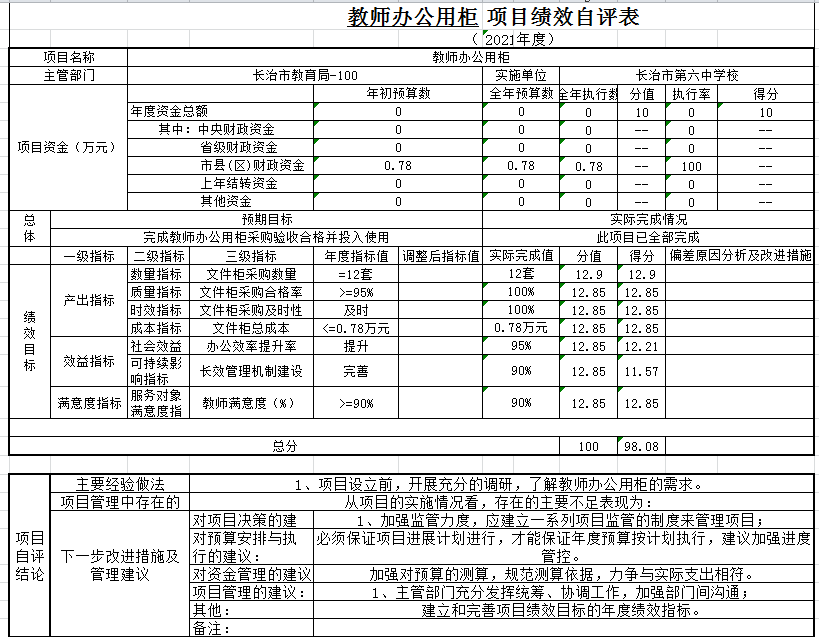 教师办公用柜 项目绩效自评表
（ 2021年度）
项目名称 教师办公用柜
主管部门 长治市教育局-100 实施单位 长治市第六中学校
项目资金（万元） 年初预算数 全年预算数 全年执行数 分值 执行率 得分
年度资金总额 0 0 0 10 0 10
其中：中央财政资金 0 0 0 -- 0 --
省级财政资金 0 0 0 -- 0 --
市县(区)财政资金 0.78 0.78 0.78 -- 100 --
上年结转资金 0 0 0 -- 0 --
其他资金 0 0 0 -- 0 --
总体 预期目标 实际完成情况
完成教师办公用柜采购验收合格并投入使用 此项目已全部完成
绩效目标 一级指标 二级指标 三级指标 年度指标值 调整后指标值 实际完成值 分值 得分 偏差原因分析及改进措施
产出指标 数量指标 文件柜采购数量 =12套 12套 12.9 12.9
质量指标 文件柜采购合格率 >=95% 100% 12.85 12.85
时效指标 文件柜采购及时性 及时 100% 12.85 12.85
成本指标 文件柜总成本 <=0.78万元 0.78万元 12.85 12.85
效益指标 社会效益 办公效率提升率 提升 95% 12.85 12.21
可持续影响指标 长效管理机制建设 完善 90% 12.85 11.57
满意度指标 服务对象满意度指 教师满意度（%） >=90% 90% 12.85 12.85
总分 100 98.08
项目自评结论 主要经验做法 1、项目设立前，开展充分的调研，了解教师办公用柜的需求。
项目管理中存在的 从项目的实施情况看，存在的主要不足表现为：
下一步改进措施及管理建议 对项目决策的建 1、加强监管力度，应建立一系列项目监管的制度来管理项目；
对预算安排与执行的建议： 必须保证项目进展计划进行，才能保证年度预算按计划执行，建议加强进度管控。
对资金管理的建议 加强对预算的测算，规范测算依据，力争与实际支出相符。
项目管理的建议： 1、主管部门充分发挥统筹、协调工作，加强部门间沟通；
其他： 建立和完善项目绩效目标的年度绩效指标。
备注：